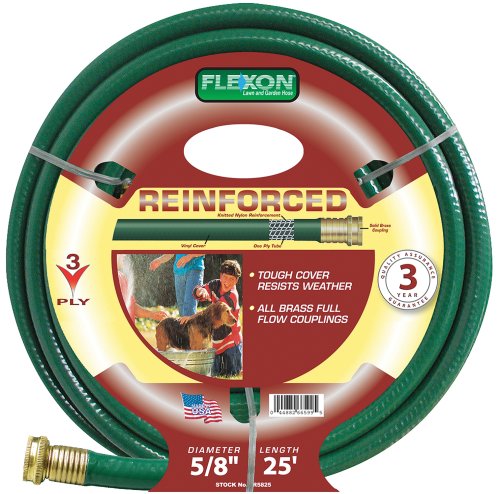 FLEXON
Lawn and Garden Hose
REINFORCED
Knitted Nylon Reinforcement
Solid Brass
Coupling
Vinyl Cover
One Ply Tube
3
PLY
• TOUGH COVER
RESISTS WEATHER
• ALL BRASS FULL
FLOW COUPLINGS
QUALITY ASSURANCE
3
YEAR
GUARANTEE
USA
DIAMETER
5/8"
LENGTH
25'
STOCK No.